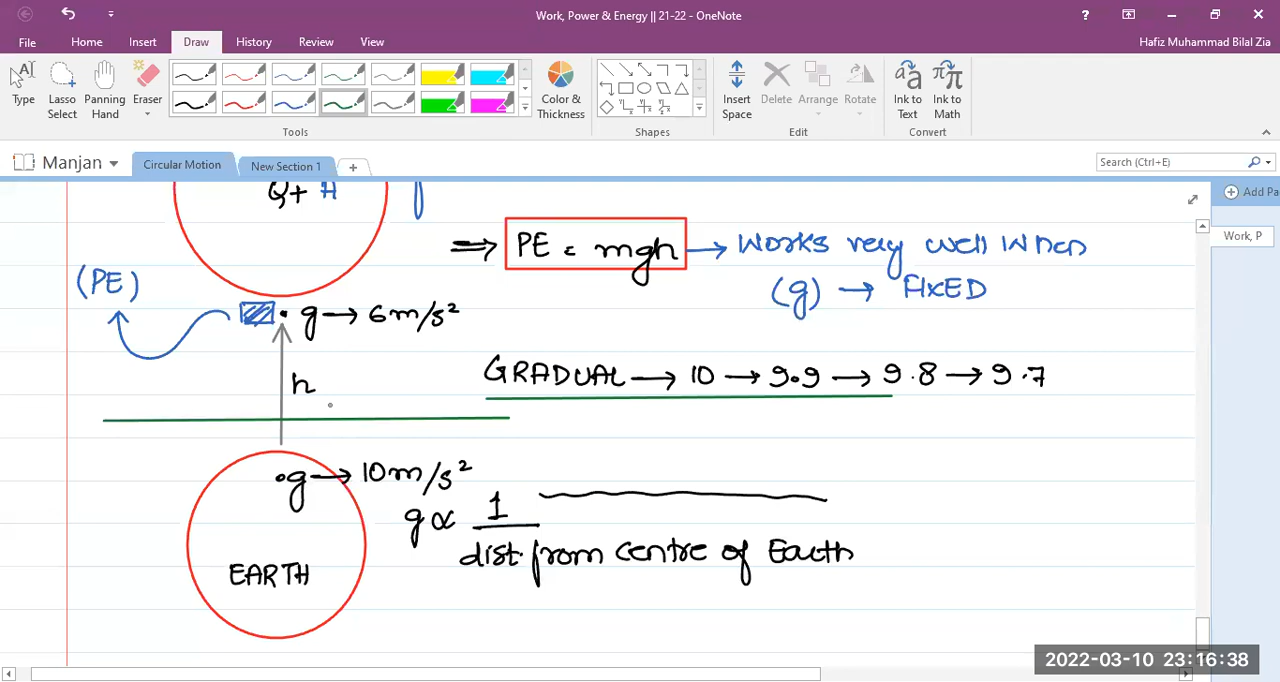 Work, Power & Energy || 21-22 - OneNote
File Home Insert Draw History Review View
Hafiz Muhammad Bilal Zia
Type
Lasso Select
Panning Hand
Eraser
Color & Thickness
Insert Space
Delete
Arrange
Rotate
Ink to Text
Ink to Math
Tools
Shapes
Edit
Convert
Manjan
Circular Motion
New Section 1
Search (Ctrl+E)
Add Pa
Work, P
Q+ A
⇒ PE = mgh → Works very well when
(g) → FIXED
(PE)
g → 6m/s²
h
GRADUAL → 10 → 9.9 → 9.8 → 9.7
g → 10m/s²
g ∝ 1
dist. from centre of Earth
EARTH
2022-03-10 23:16:38